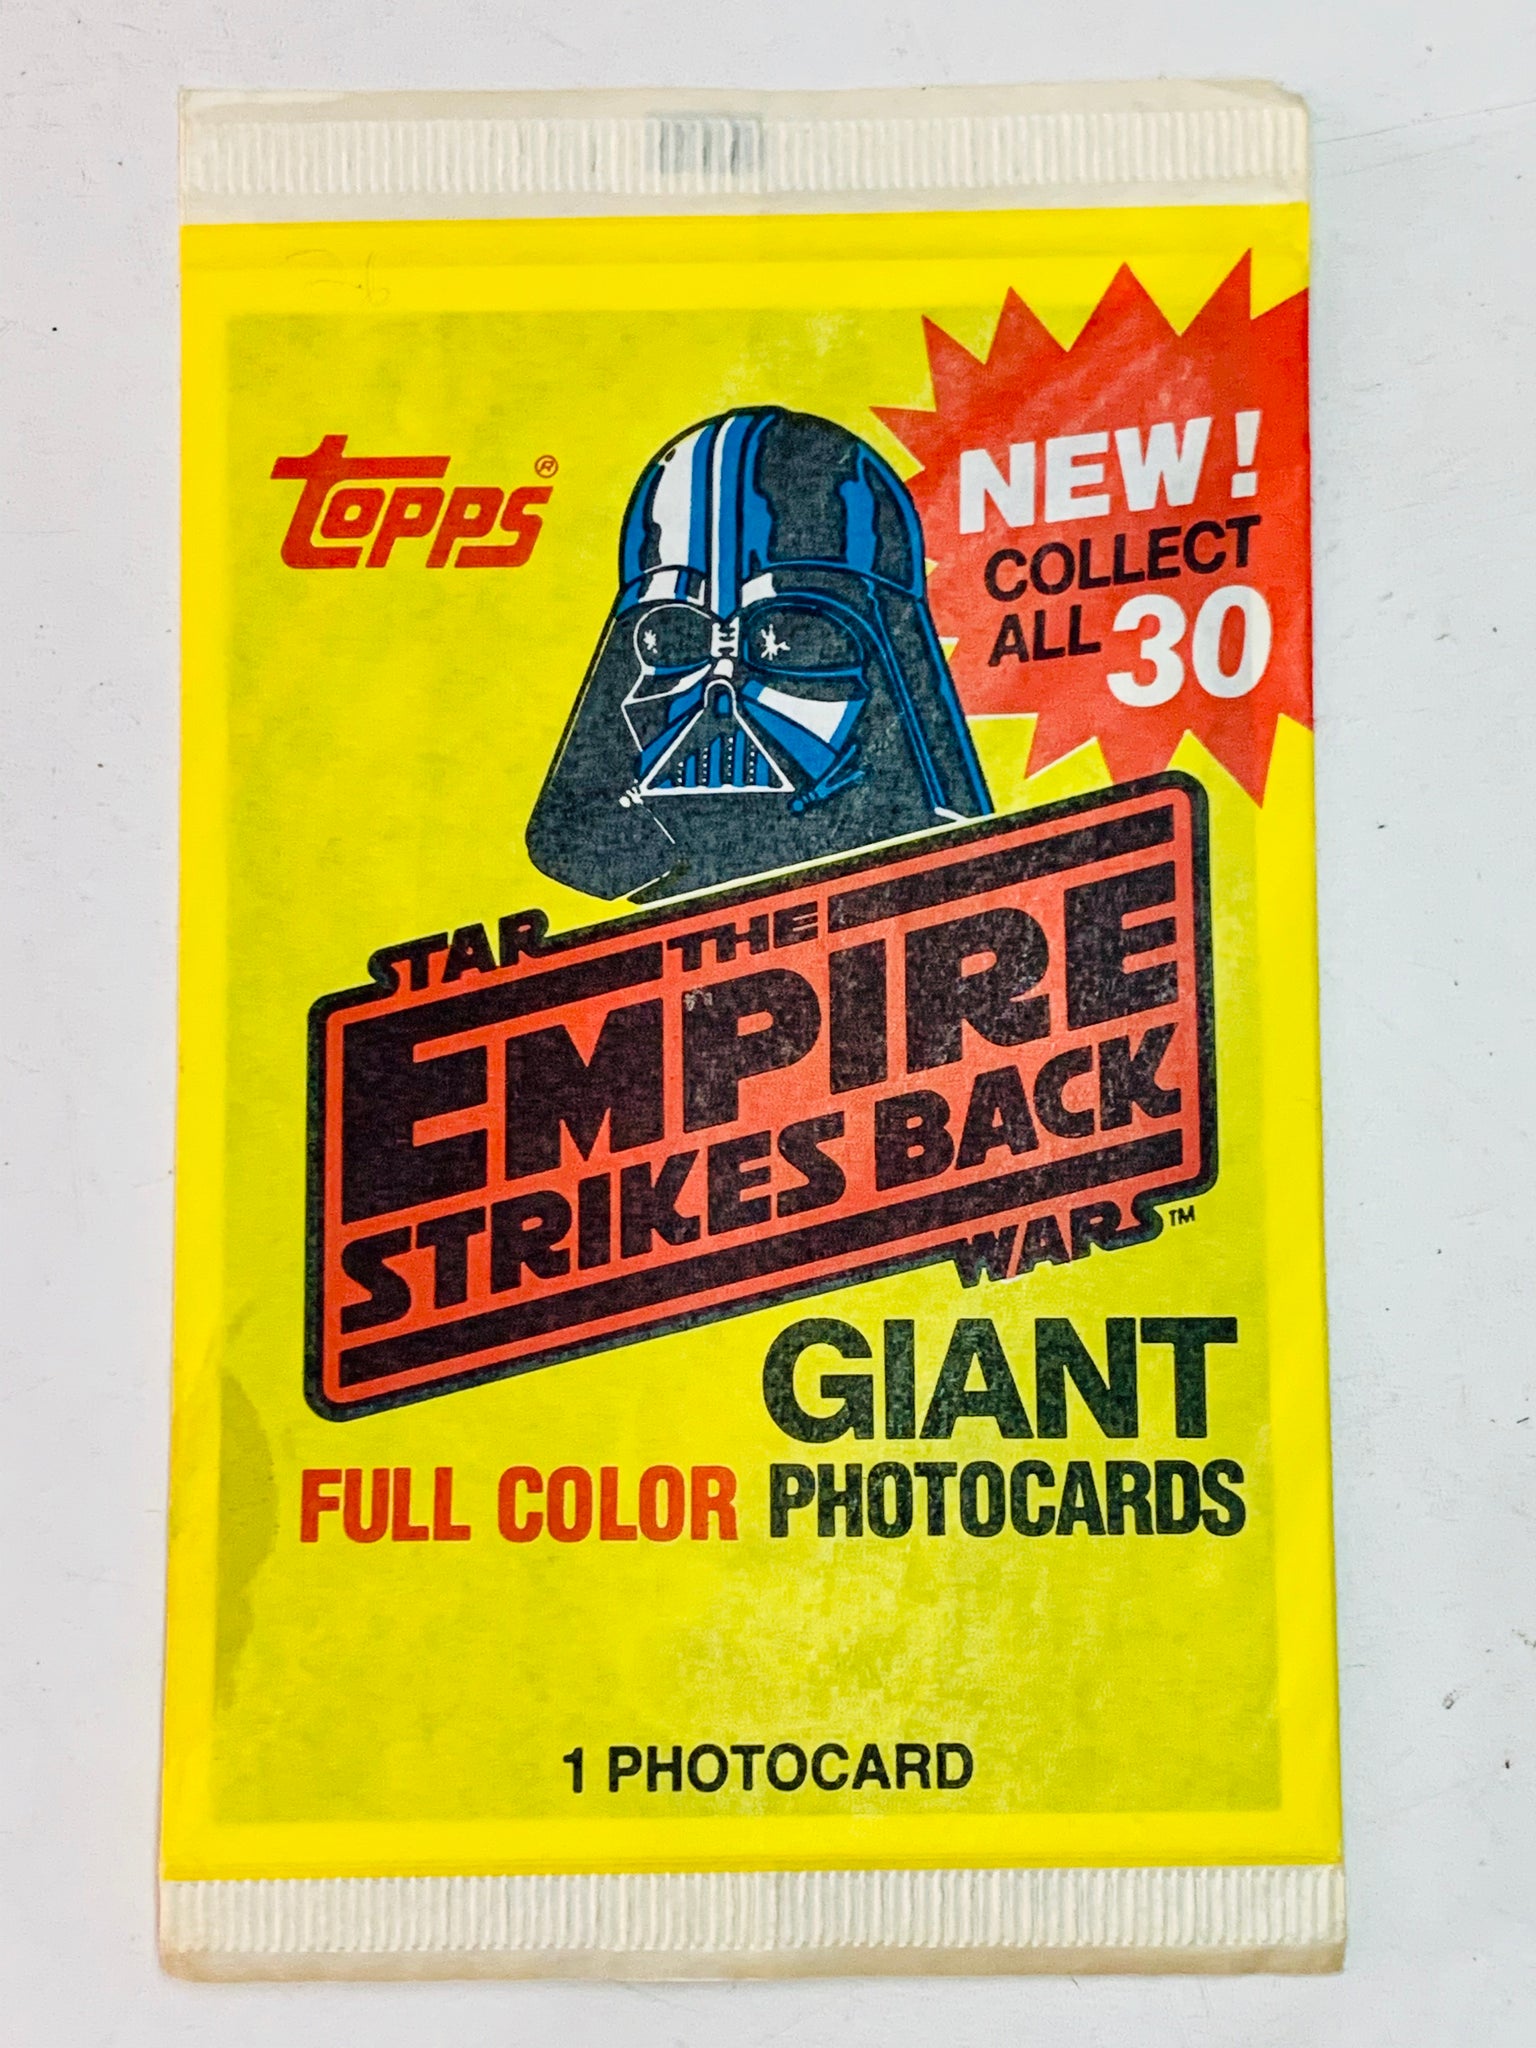 TOPPS®
NEW!
COLLECT
ALL 30
STAR
THE
EMPIRE
STRIKES BACK
WARS™
GIANT
FULL COLOR PHOTOCARDS
1 PHOTOCARD